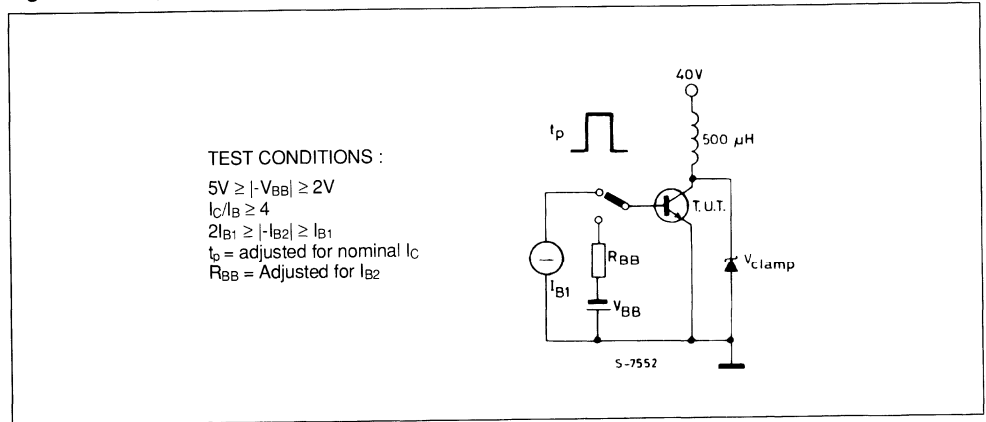 TEST CONDITIONS :
5V ≥ |-VBB| ≥ 2V
IC/IB ≥ 4
2IB1 ≥ |-IB2| ≥ IB1
tp = adjusted for nominal IC
RBB = Adjusted for IB2
40V
tp
500 μH
T.U.T.
RBB
Vclamp
IB1
VBB
S-7552